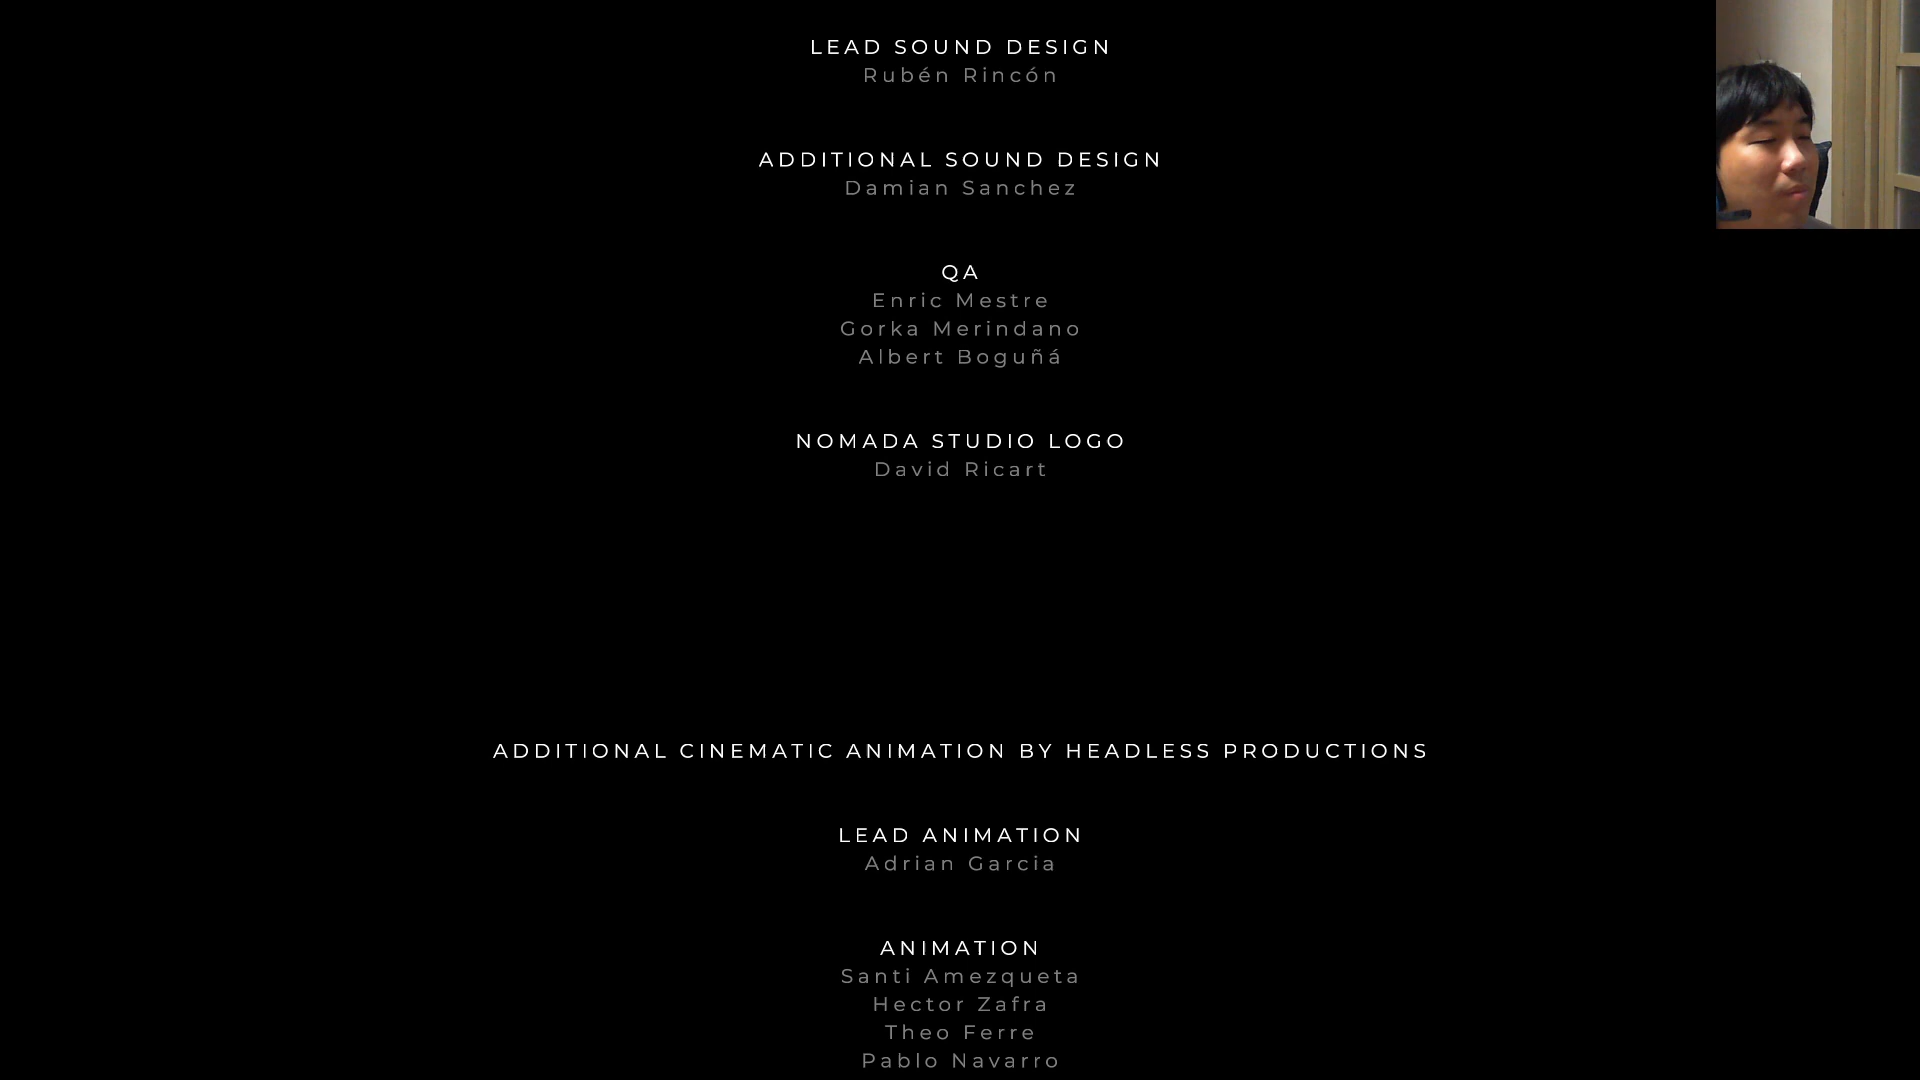 LEAD SOUND DESIGN
Rubén Rincón
ADDITIONAL SOUND DESIGN
Damian Sanchez
QA
Enric Mestre
Gorka Merindano
Albert Boguñá
NOMADA STUDIO LOGO
David Ricart
ADDITIONAL CINEMATIC ANIMATION BY HEADLESS PRODUCTIONS
LEAD ANIMATION
Adrian Garcia
ANIMATION
Santi Amezqueta
Hector Zafra
Theo Ferre
Pablo Navarro